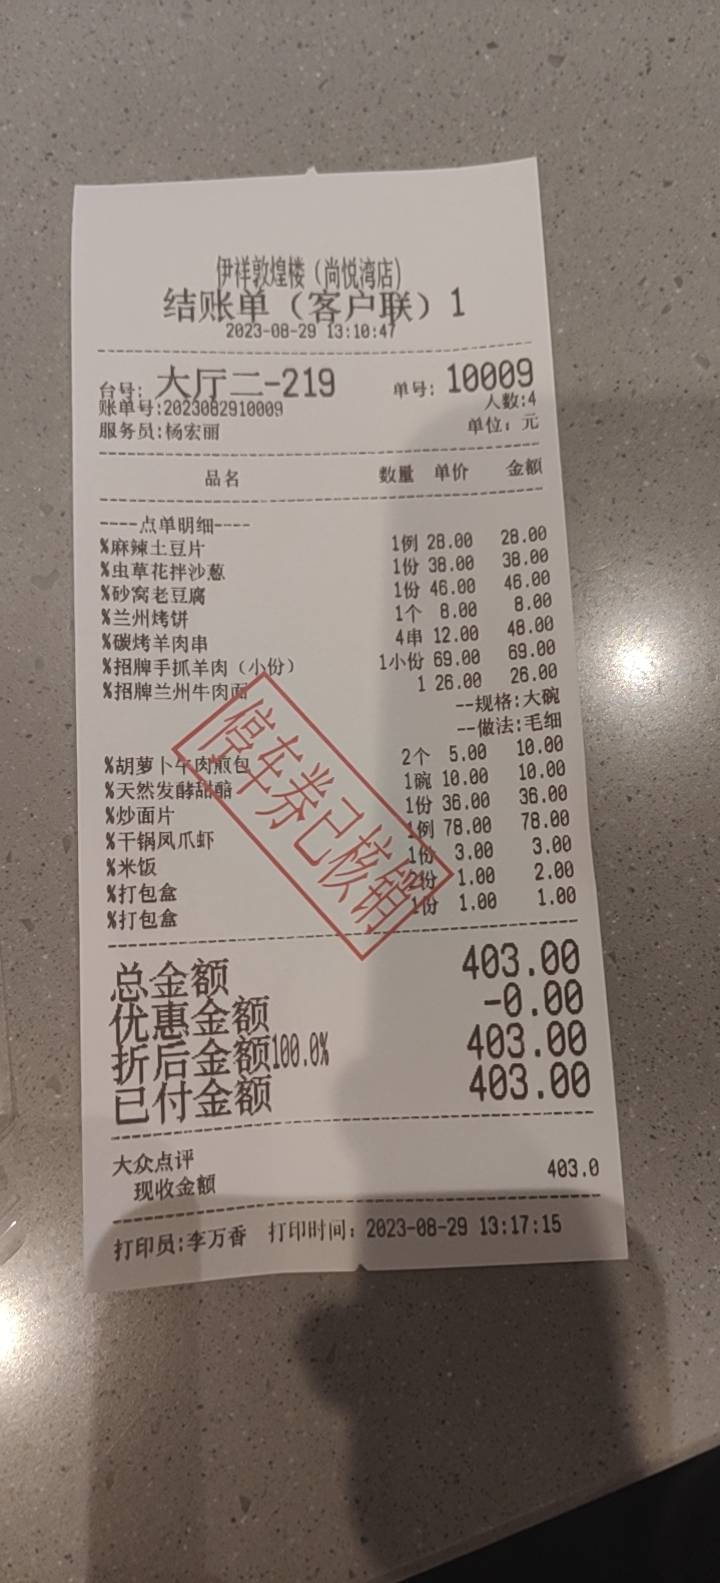 伊祥敦煌楼（尚悦湾店）
结账单（客户联）1
2023-08-29 13:10:47
台号: 大厅二-219 单号: 10009
账单号:2023082910009 人数:4
服务员:杨宏丽 单位: 元
品名 数量 单价 金额
----点单明细----
%麻辣土豆片 1例 28.00 28.00
%虫草花拌沙葱 1份 38.00 38.00
%砂窝老豆腐 1份 46.00 46.00
%兰州烤饼 1个 8.00 8.00
%碳烤羊肉串 4串 12.00 48.00
%招牌手抓羊肉（小份） 1小份 69.00 69.00
%招牌兰州牛肉面 1 26.00 26.00
--规格:大碗
--做法:毛细
%胡萝卜牛肉煎包 2个 5.00 10.00
%天然发酵甜醅 1碗 10.00 10.00
%炒面片 1份 36.00 36.00
%干锅凤爪虾 1例 78.00 78.00
%米饭 1份 3.00 3.00
%打包盒 2份 1.00 2.00
%打包盒 1份 1.00 1.00
停车券已核销
总金额 403.00
优惠金额 -0.00
折后金额100.0% 403.00
已付金额 403.00
大众点评 403.0
现收金额
打印员:李万香 打印时间: 2023-08-29 13:17:15